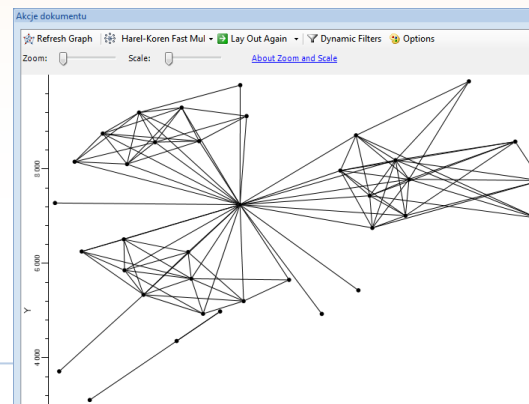 Akcje dokumentu
Refresh Graph Harel-Koren Fast Mul Lay Out Again Dynamic Filters Options
Zoom: Scale: About Zoom and Scale
8 000
6 000
Y
4 000